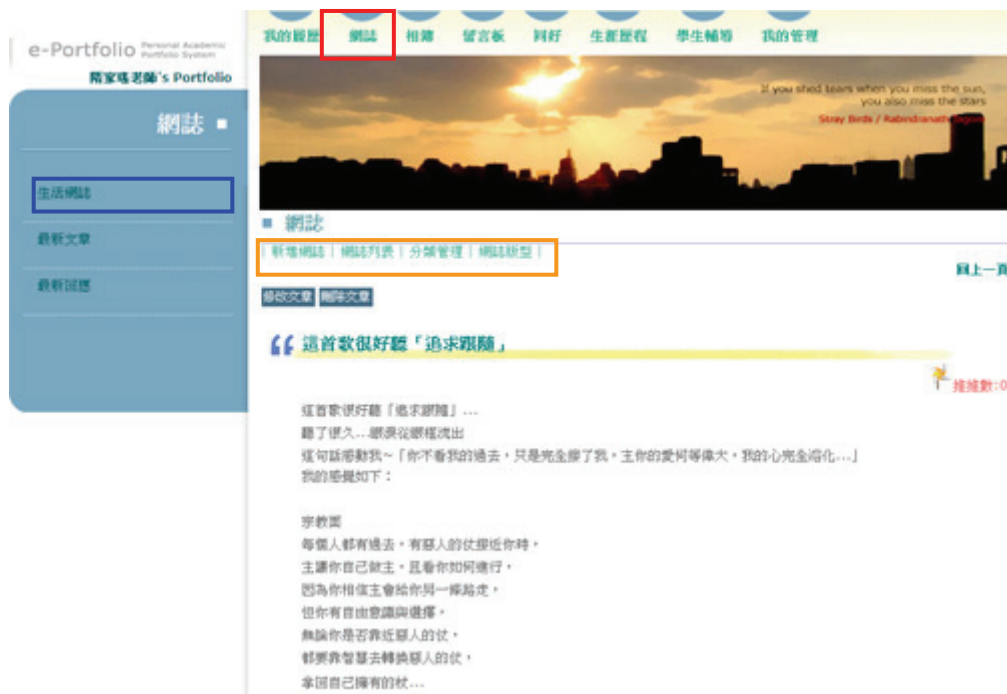 我的履歷 網誌 相簿 留言板 同好 生涯歷程 學生輔導 我的管理
e-Portfolio Personal Academic Portfolio System
老師's Portfolio
If you shed tears when you miss the sun,
you also miss the stars
Stray Birds / Rabindranath
網誌
生活網誌
最新文章
最新回應
網誌
| 新增網誌 | 網誌列表 | 分類管理 | 網誌版型 |
回上一頁
修改文章 刪除文章
這首歌很好聽「追求跟隨」
推推數:0
這首歌很好聽「追求跟隨」...
聽了很久...眼淚從眼框流出
這句話感動我~「你不看我的過去，只是完全膠了我，主你的愛何等偉大，我的心完全溶化...」
我的感覺如下：
宗教面
每個人都有過去，有惡人的仗接近你時，
主讓你自己做主，且看你如何進行，
因為你相信主會給你另一條路走，
但你有自由意識與選擇，
無論你是否靠近惡人的仗，
都要靠智慧去轉換惡人的仗，
拿回自己擁有的杖...